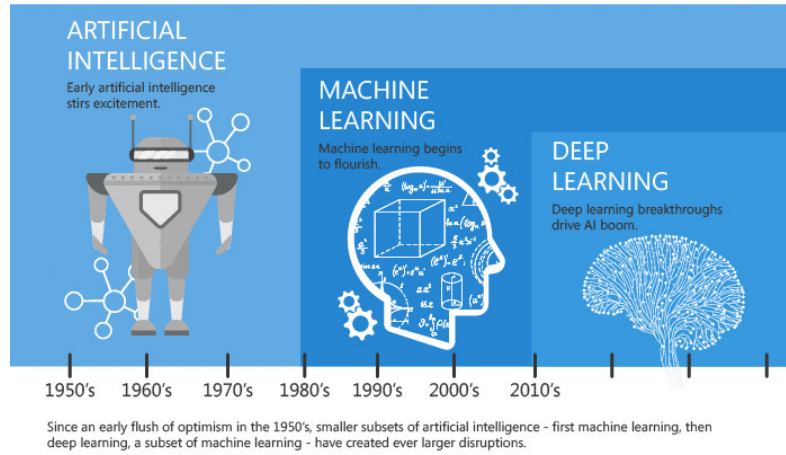 ARTIFICIAL
INTELLIGENCE
Early artificial intelligence
stirs excitement.
MACHINE
LEARNING
Machine learning begins
to flourish.
DEEP
LEARNING
Deep learning breakthroughs
drive AI boom.
1950's 1960's 1970's 1980's 1990's 2000's 2010's
Since an early flush of optimism in the 1950's, smaller subsets of artificial intelligence - first machine learning, then
deep learning, a subset of machine learning - have created ever larger disruptions.